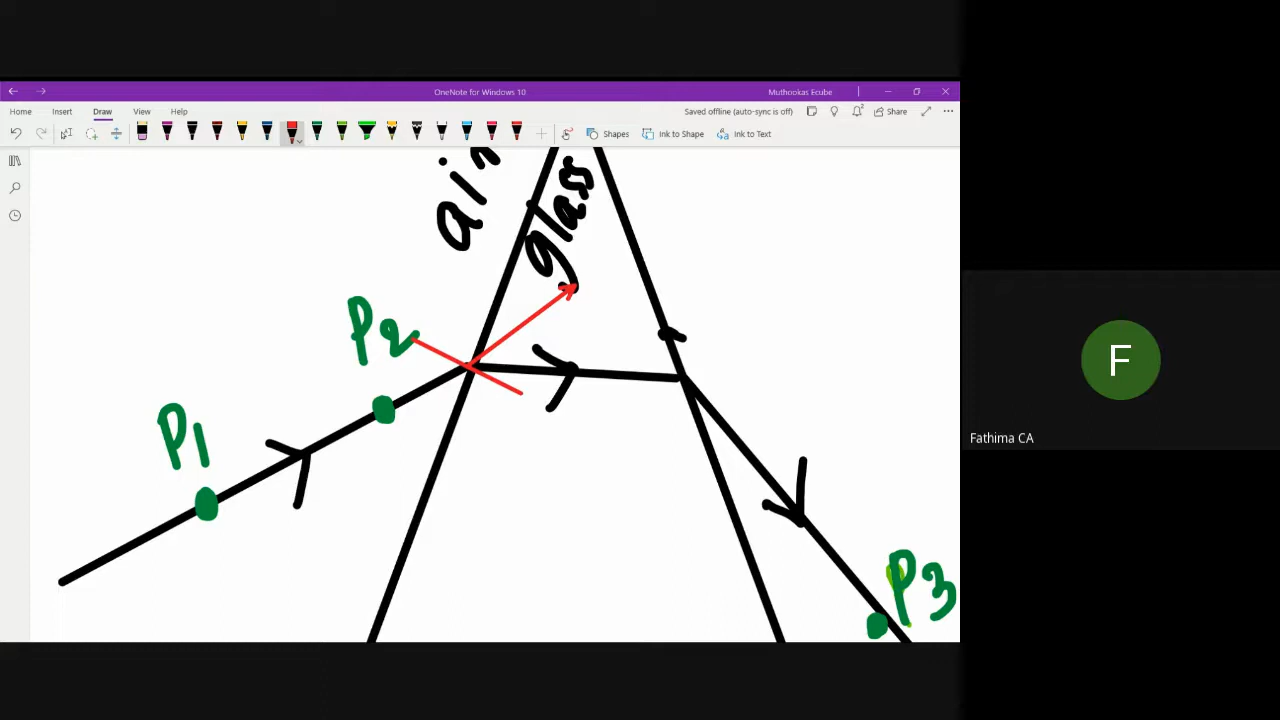 OneNote for Windows 10
Muthookas Ecube
Home Insert Draw View Help
Saved offline (auto-sync is off)
Share
Shapes
Ink to Shape
Ink to Text
air
glass
P2
P1
P3
F
Fathima CA